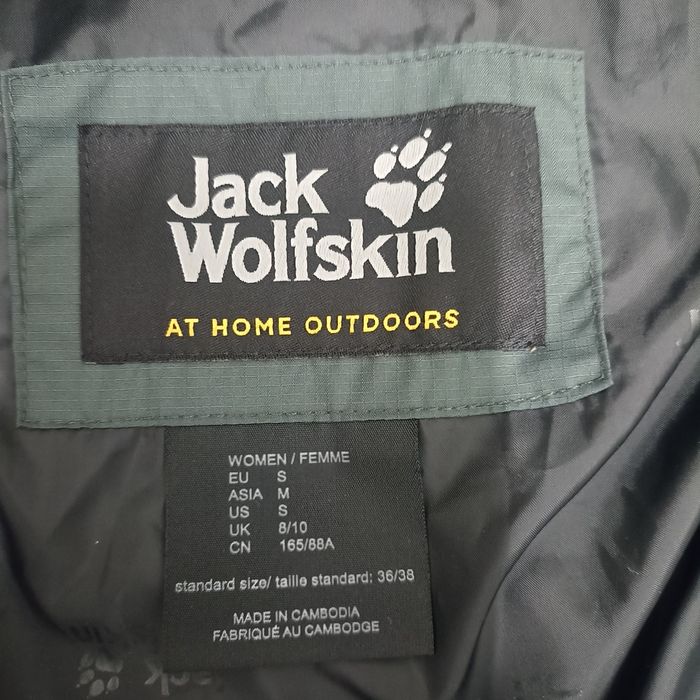 Jack
Wolfskin
AT HOME OUTDOORS
WOMEN / FEMME
EU S
ASIA M
US S
UK 8/10
CN 165/88A
standard size/ taille standard: 36/38
MADE IN CAMBODIA
FABRIQUÉ AU CAMBODGE